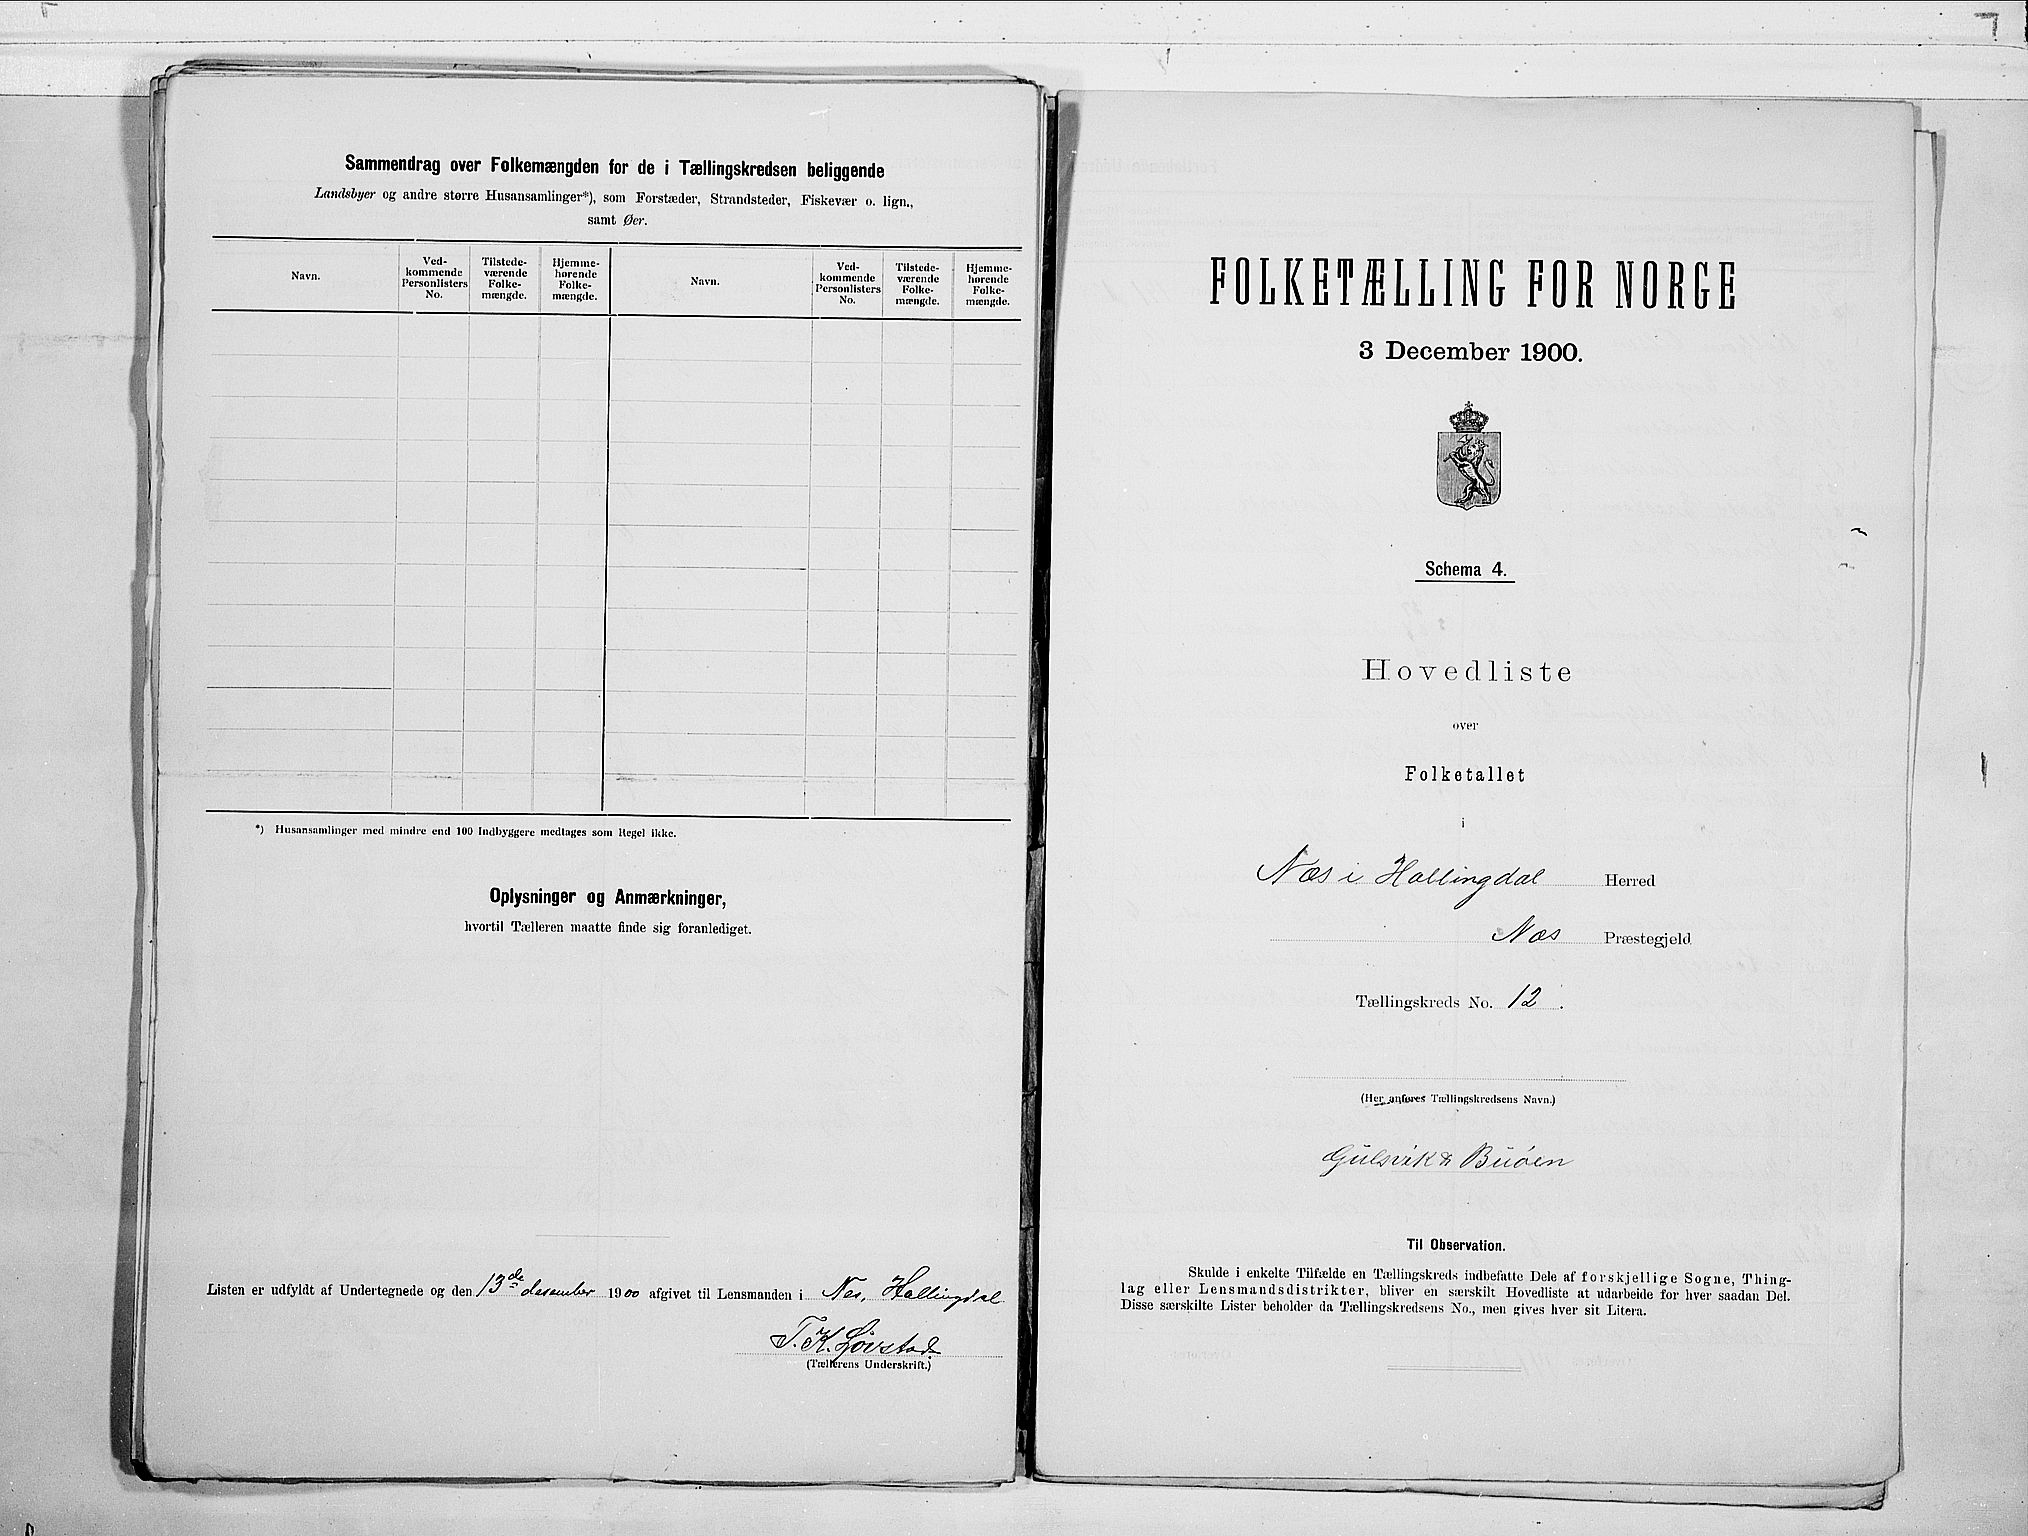 Sammendrag over Folkemængden for de i Tællingskredsen beliggende
Landsbyer og andre større Husansamlinger*), som Forstæder, Strandsteder, Fiskevær o. lign.,
samt Øer.
Navn.
Ved-
kommende
Personlisters
No.
Tilstede-
værende
Folke-
mængde.
Hjemme-
hørende
Folke-
mængde.
Navn.
Ved-
kommende
Personlisters
No.
Tilstede-
værende
Folke-
mængde.
Hjemme-
hørende
Folke-
mængde.
*) Husansamlinger med mindre end 100 Indbyggere medtages som Regel ikke.
Oplysninger og Anmærkninger,
hvortil Tælleren maatte finde sig foranlediget.
Listen er udfyldt af Undertegnede og den 13de desember 1900 afgivet til Lensmanden i Nes, Hallingdal
T. K. Løvstad
(Tællerens Underskrift.)
FOLKETÆLLING FOR NORGE
3 December 1900.
Schema 4.
Hovedliste
over
Folketallet
i
Næs i Hallingdal Herred
Næs Præstegjeld
Tællingskreds No. 12.
(Her anføres Tællingskredsens Navn.)
Gulsvik & Buøen
Til Observation.
Skulde i enkelte Tilfælde en Tællingskreds indbefatte Dele af forskjellige Sogne, Thing-
lag eller Lensmandsdistrikter, bliver en særskilt Hovedliste at udarbeide for hver saadan Del.
Disse særskilte Lister beholder da Tællingskredsens No., men gives hver sit Litera.